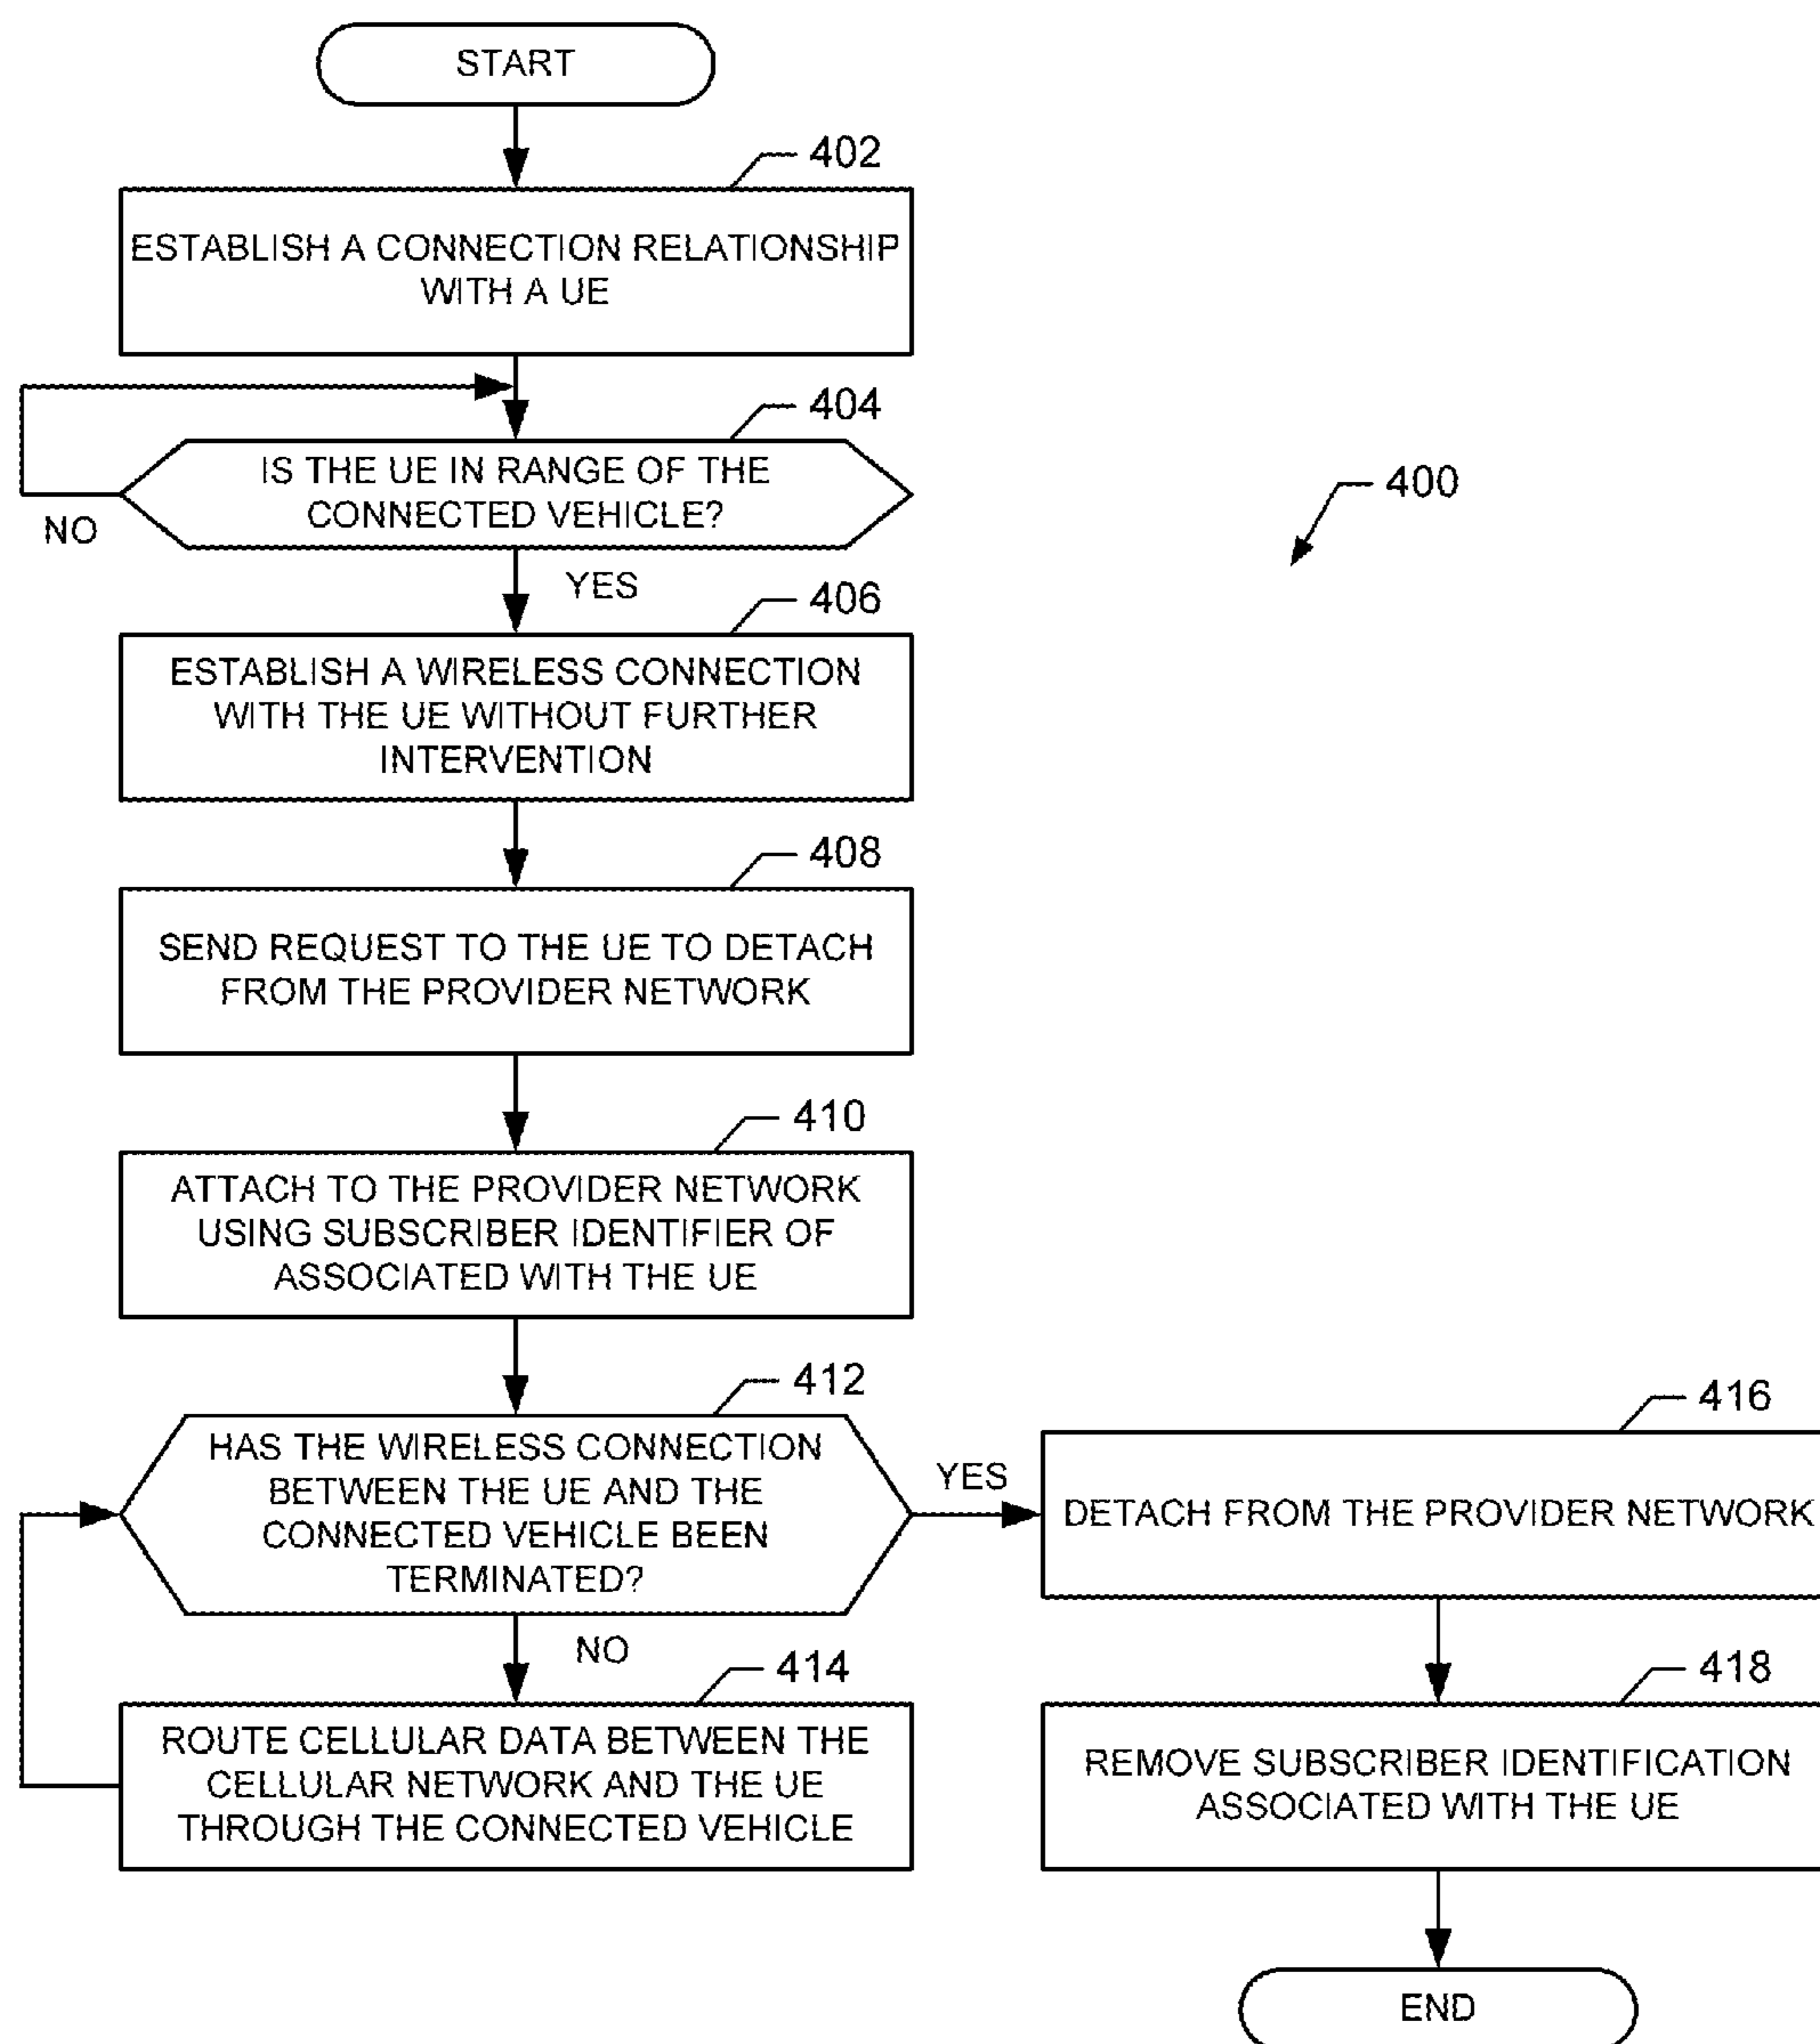 START
402
ESTABLISH A CONNECTION RELATIONSHIP
WITH A UE
404
IS THE UE IN RANGE OF THE
CONNECTED VEHICLE?
NO
400
YES
406
ESTABLISH A WIRELESS CONNECTION
WITH THE UE WITHOUT FURTHER
INTERVENTION
408
SEND REQUEST TO THE UE TO DETACH
FROM THE PROVIDER NETWORK
410
ATTACH TO THE PROVIDER NETWORK
USING SUBSCRIBER IDENTIFIER OF
ASSOCIATED WITH THE UE
412
HAS THE WIRELESS CONNECTION
BETWEEN THE UE AND THE
CONNECTED VEHICLE BEEN
TERMINATED?
YES
416
DETACH FROM THE PROVIDER NETWORK
NO
414
ROUTE CELLULAR DATA BETWEEN THE
CELLULAR NETWORK AND THE UE
THROUGH THE CONNECTED VEHICLE
418
REMOVE SUBSCRIBER IDENTIFICATION
ASSOCIATED WITH THE UE
END